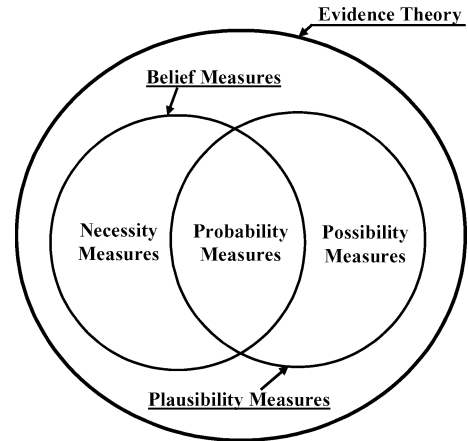 Evidence Theory
Belief Measures
Necessity
Measures
Probability
Measures
Possibility
Measures
Plausibility Measures